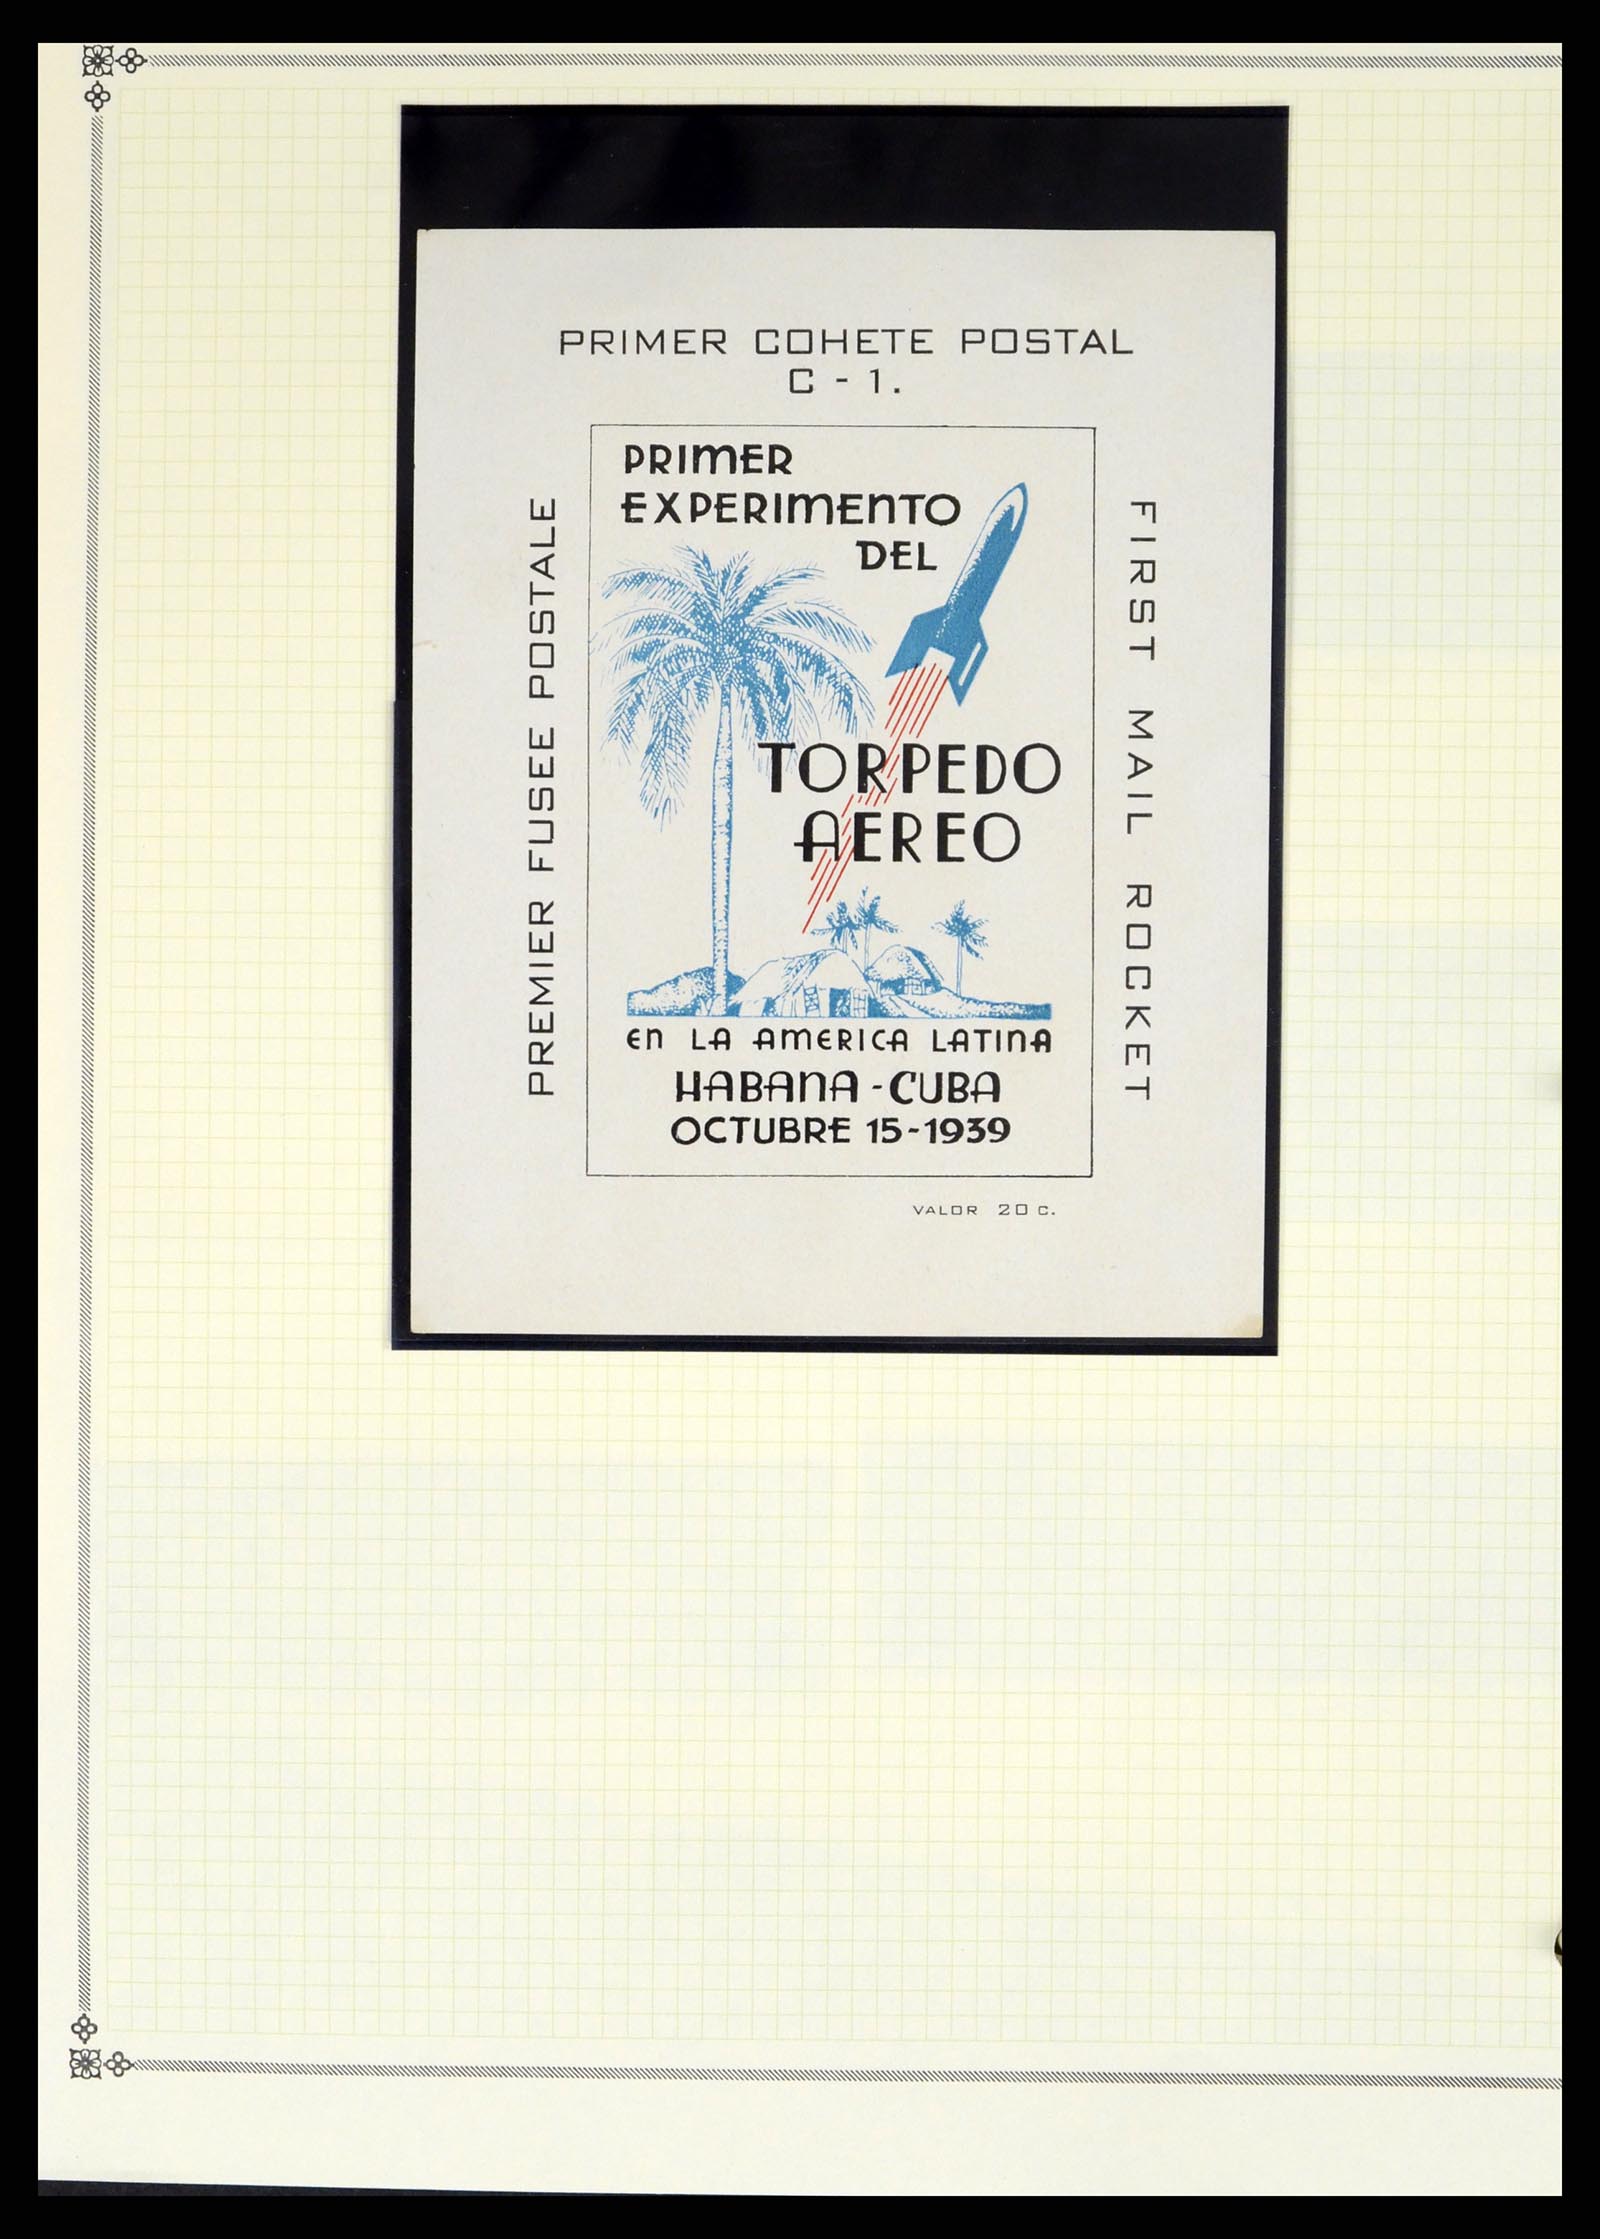 PRIMER COHETE POSTAL
C - 1.
PREMIER FUSEE POSTALE
PRIMER
EXPERIMENTO
DEL
TORPEDO
AEREO
EN LA AMERICA LATINA
HABANA - CUBA
OCTUBRE 15-1939
FIRST MAIL ROCKET
VALOR 20 C.